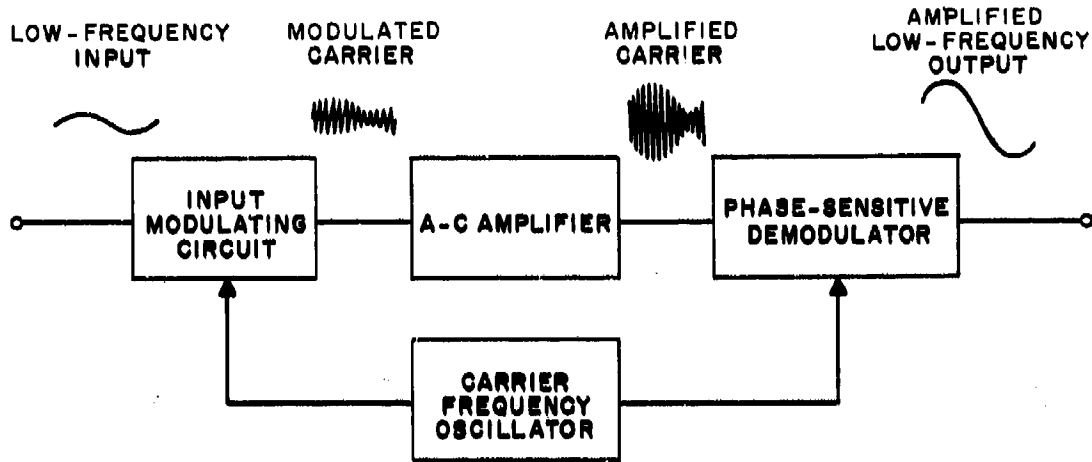 LOW-FREQUENCY
INPUT
MODULATED
CARRIER
AMPLIFIED
CARRIER
AMPLIFIED
LOW-FREQUENCY
OUTPUT
INPUT
MODULATING
CIRCUIT
A-C AMPLIFIER
PHASE-SENSITIVE
DEMODULATOR
CARRIER
FREQUENCY
OSCILLATOR